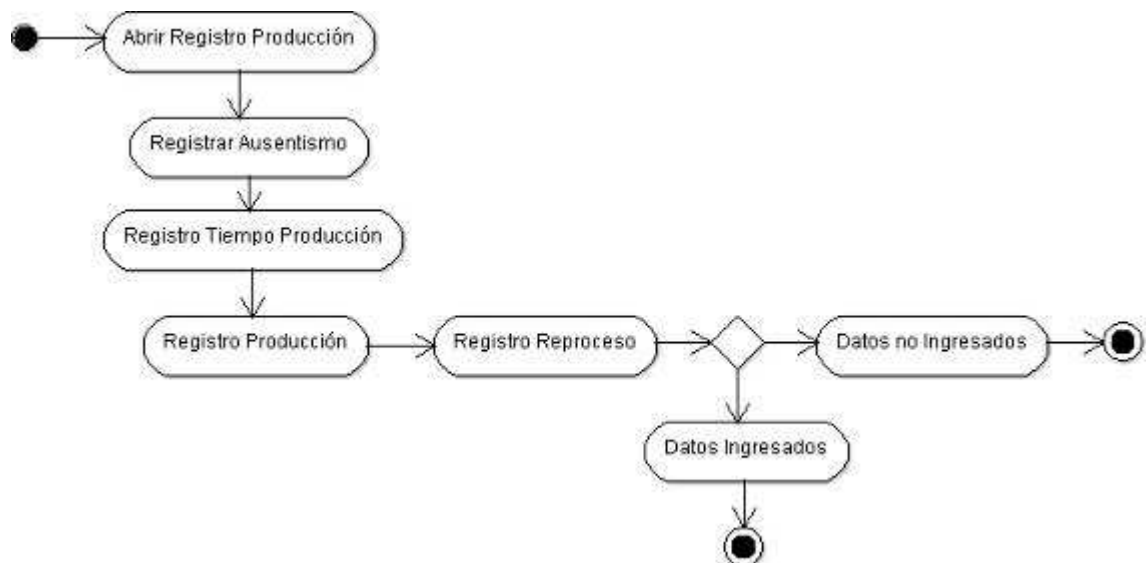 Abrir Registro Producción
Registrar Ausentismo
Registro Tiempo Producción
Registro Producción
Registro Reproceso
Datos no Ingresados
Datos Ingresados